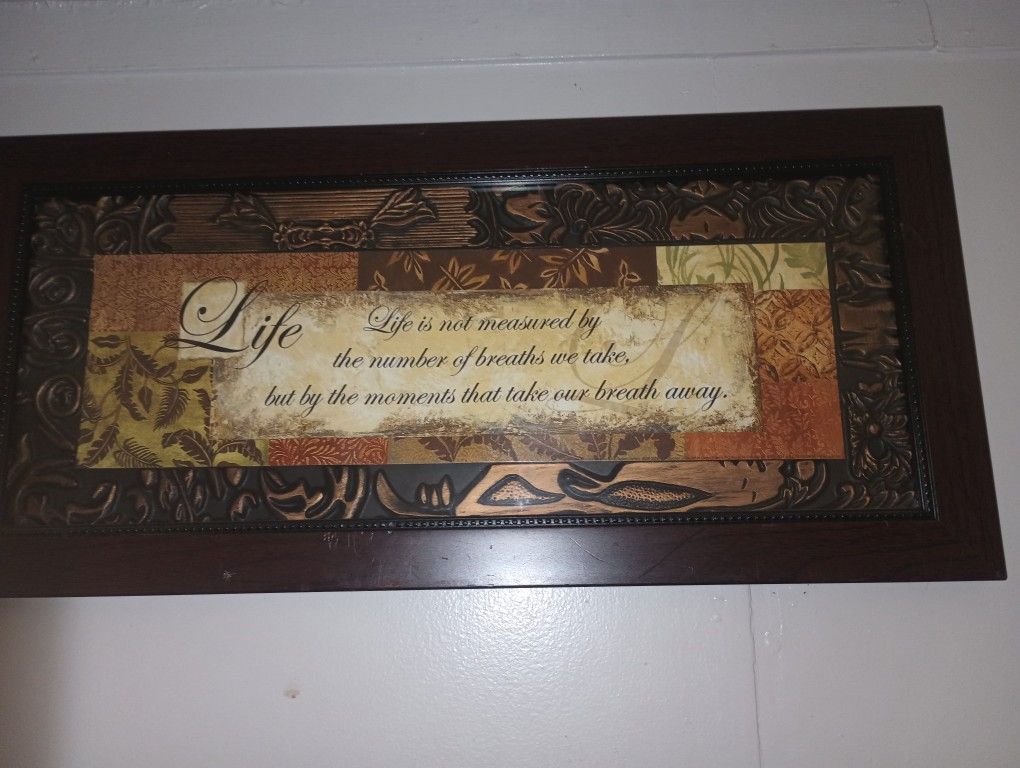 Life
Life is not measured by
the number of breaths we take,
but by the moments that take our breath away.